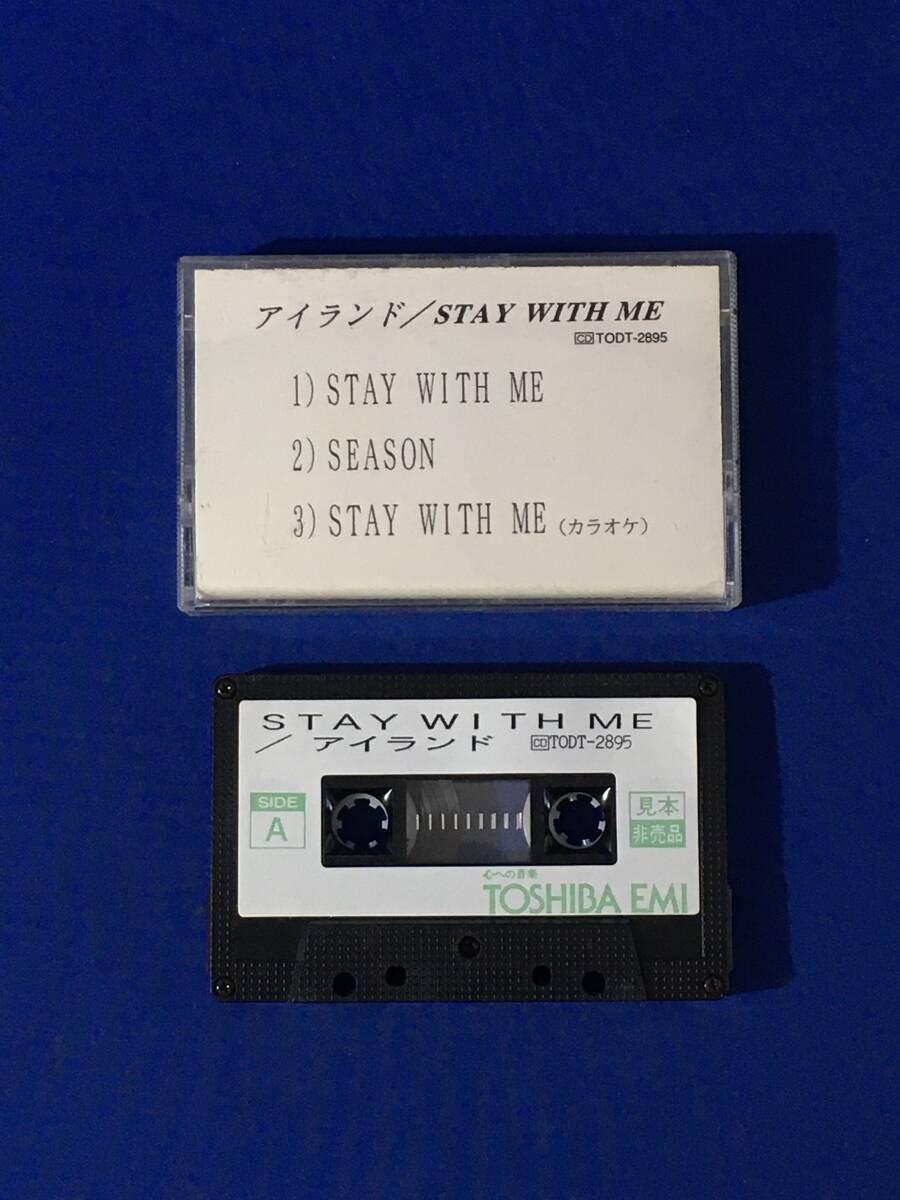 アイランド／STAY WITH ME
CD TODT-2895
1) STAY WITH ME
2) SEASON
3) STAY WITH ME (カラオケ)
STAY WITH ME
／アイランド CD TODT-2895
SIDE
A
見本
非売品
心への音楽
TOSHIBA EMI